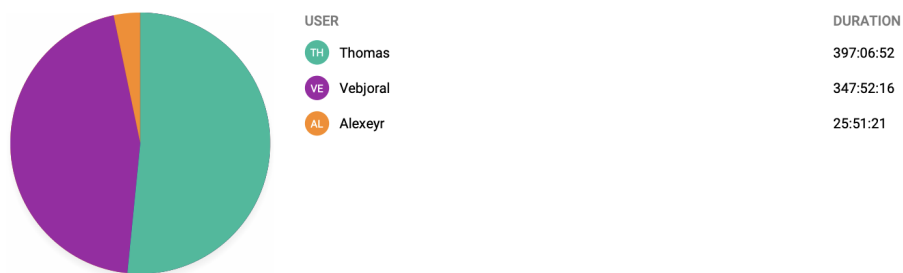 USER DURATION
TH Thomas 397:06:52
VE Vebjoral 347:52:16
AL Alexeyr 25:51:21